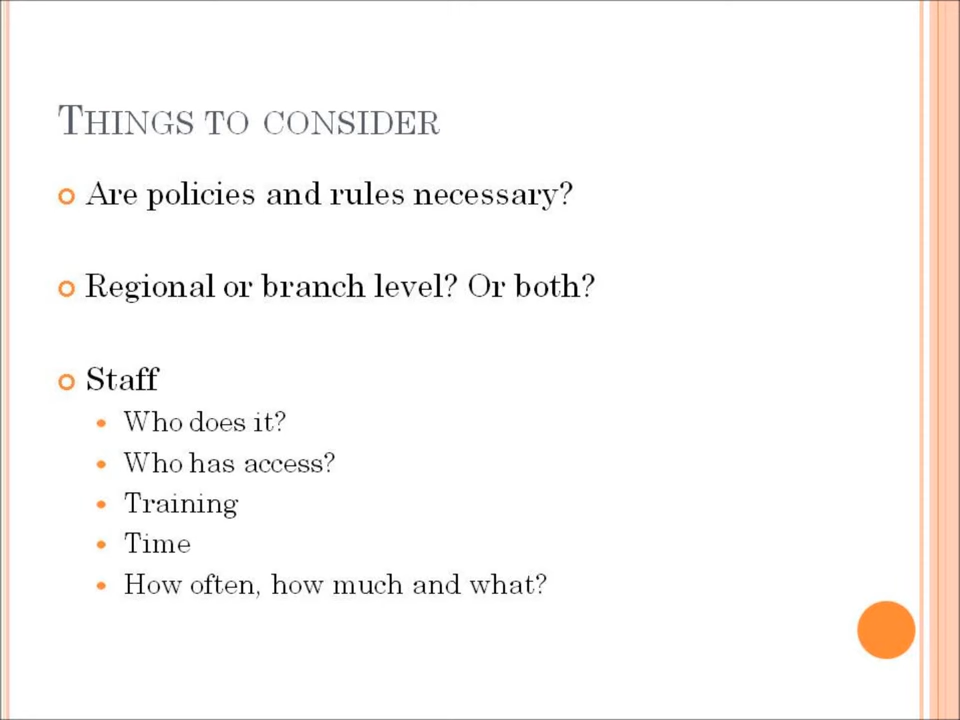 THINGS TO CONSIDER
Are policies and rules necessary?
Regional or branch level? Or both?
Staff
Who does it?
Who has access?
Training
Time
How often, how much and what?